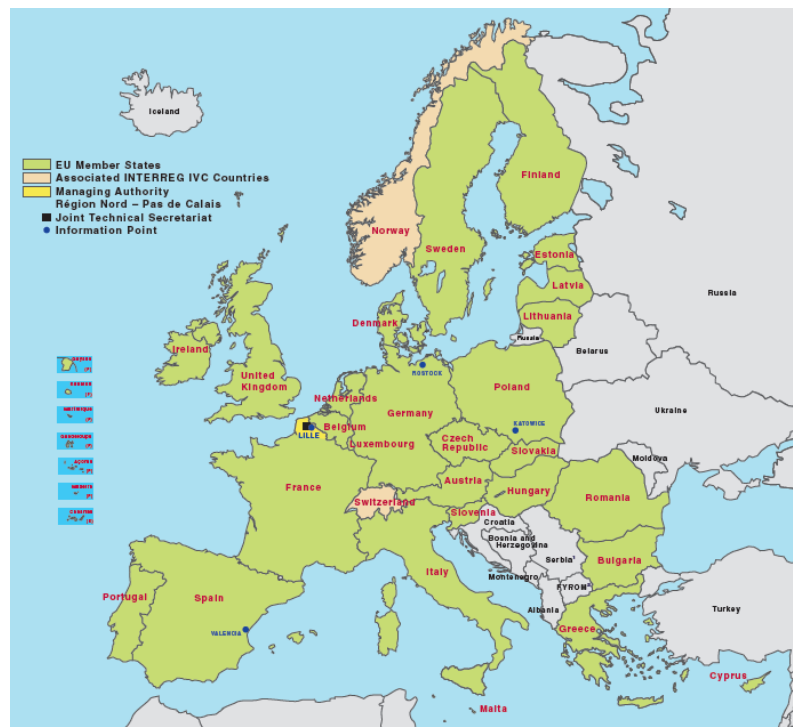 Iceland
EU Member States
Associated INTERREG IVC Countries
Managing Authority
Région Nord – Pas de Calais
Joint Technical Secretariat
Information Point
Finland
Norway
Sweden
Estonia
Russia
Latvia
Denmark
Lithuania
Russia
Ireland
Belarus
United
Kingdom
ROSTOCK
Poland
Netherlands
Germany
Ukraine
KATOWICE
Belgium
LILLE
Luxembourg
Czech
Republic
Slovakia
Moldova
Austria
France
Hungary
Switzerland
Romania
Slovenia
Croatia
Bosnia and
Herzegovina
Serbia
Bulgaria
Italy
Montenegro
FYROM
Portugal
Spain
Albania
Turkey
Greece
VALENCIA
Cyprus
Malta